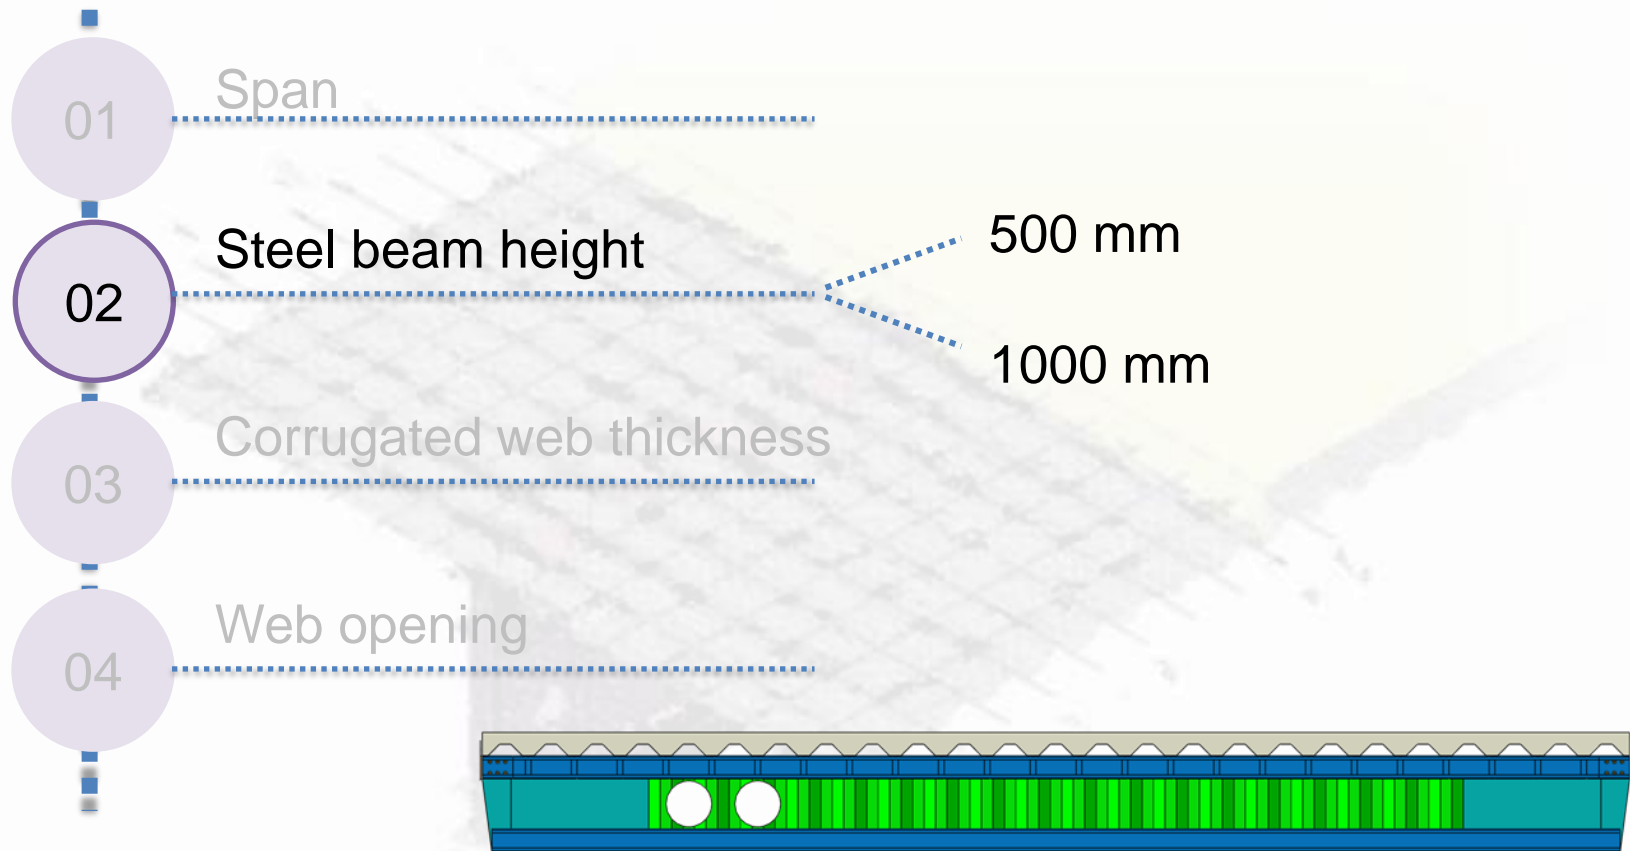 01
Span
02
Steel beam height
500 mm
1000 mm
03
Corrugated web thickness
04
Web opening